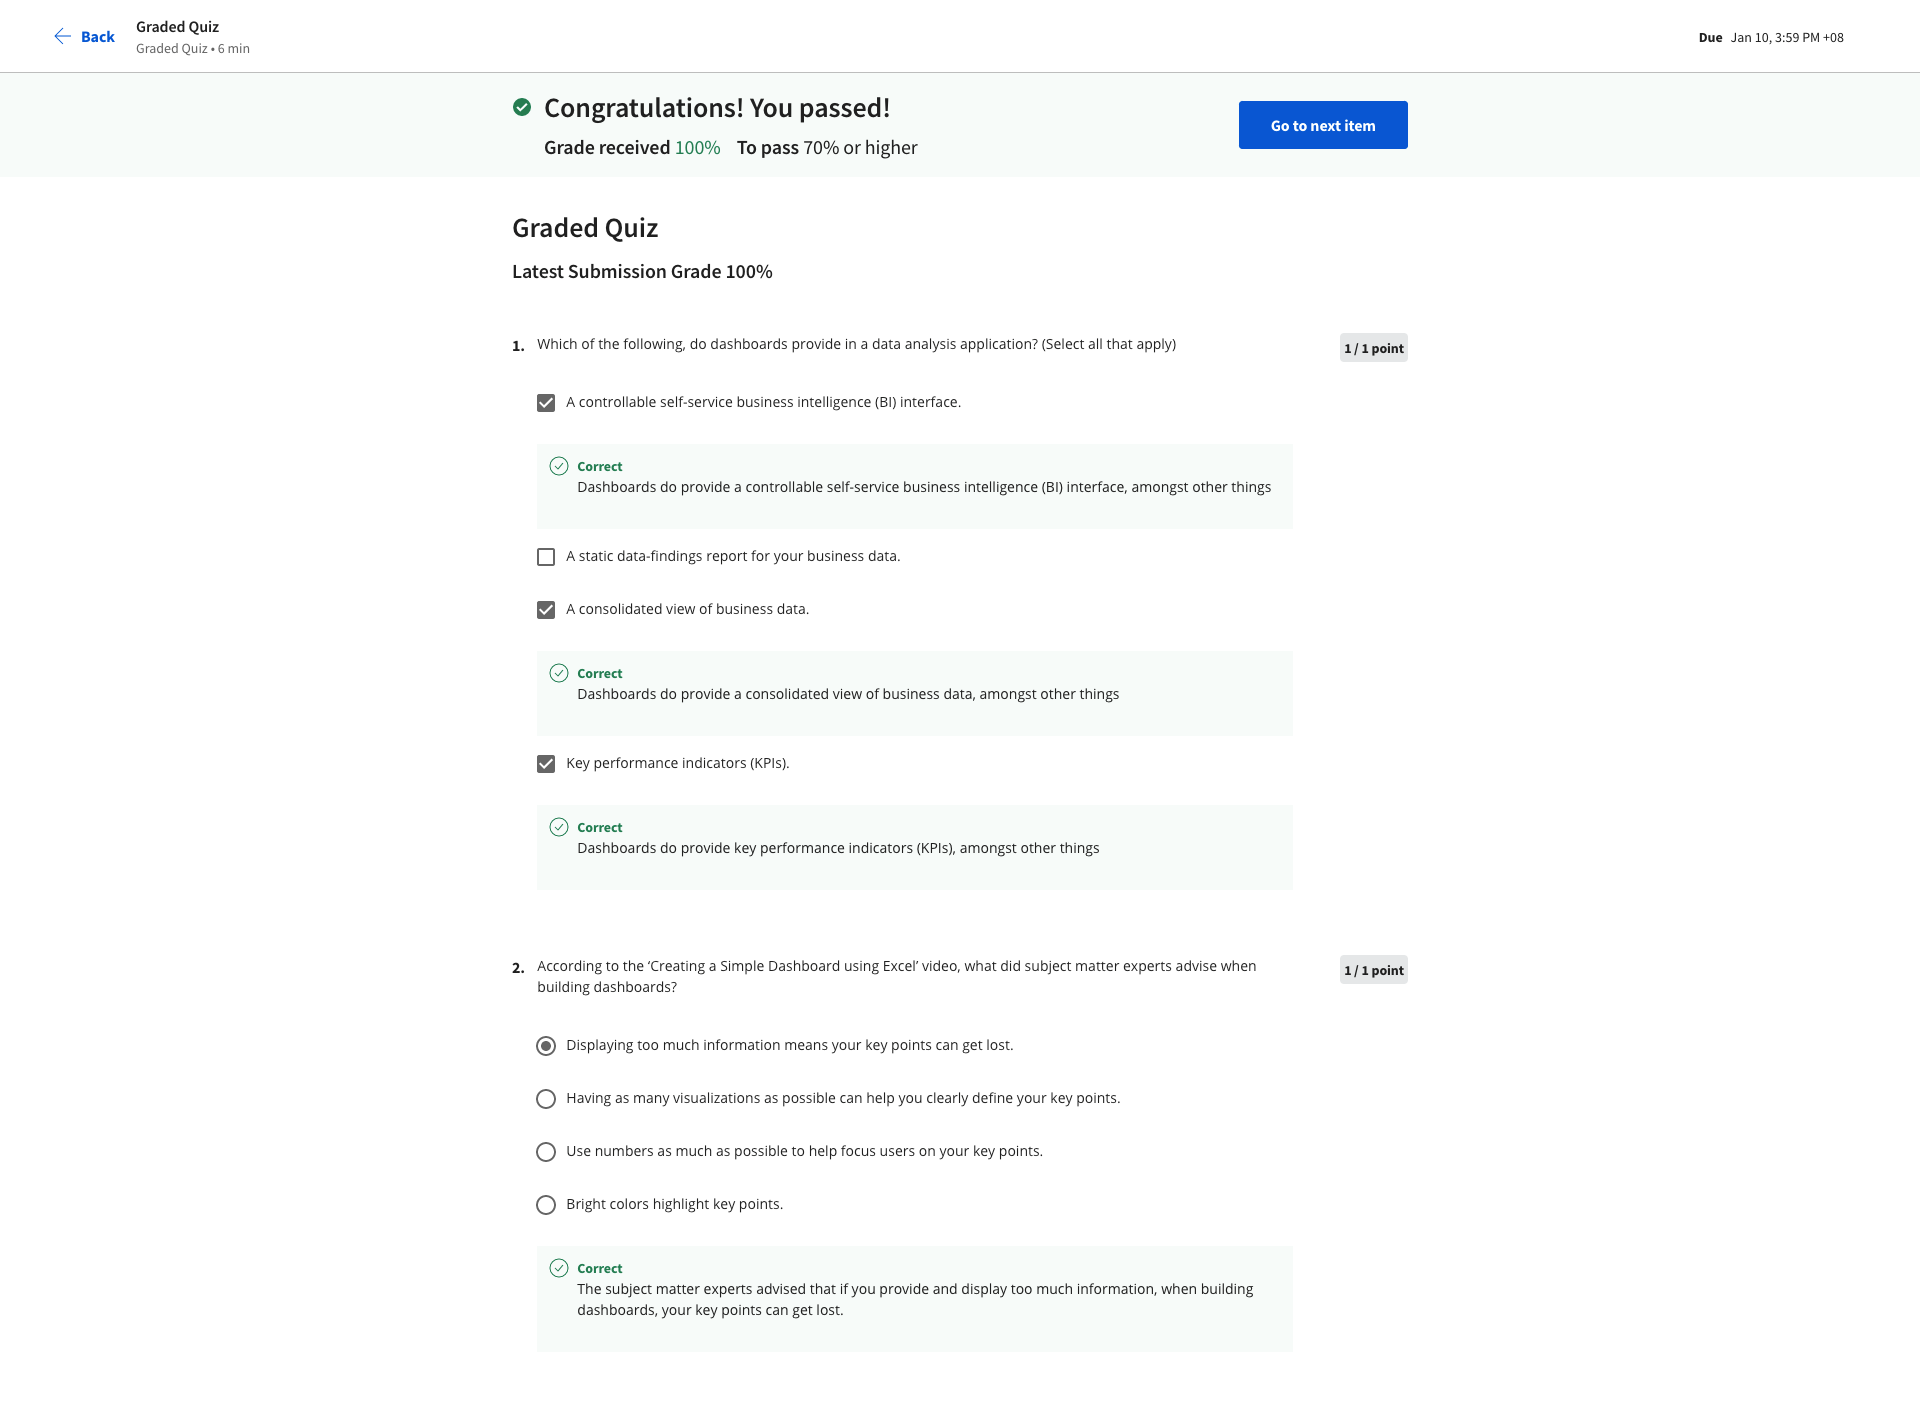 Back
Graded Quiz
Graded Quiz • 6 min
Due Jan 10, 3:59 PM +08
Congratulations! You passed!
Grade received 100% To pass 70% or higher
Go to next item
Graded Quiz
Latest Submission Grade 100%
1. Which of the following, do dashboards provide in a data analysis application? (Select all that apply)
1 / 1 point
A controllable self-service business intelligence (BI) interface.
Correct
Dashboards do provide a controllable self-service business intelligence (BI) interface, amongst other things
A static data-findings report for your business data.
A consolidated view of business data.
Correct
Dashboards do provide a consolidated view of business data, amongst other things
Key performance indicators (KPIs).
Correct
Dashboards do provide key performance indicators (KPIs), amongst other things
2. According to the ‘Creating a Simple Dashboard using Excel’ video, what did subject matter experts advise when
building dashboards?
1 / 1 point
Displaying too much information means your key points can get lost.
Having as many visualizations as possible can help you clearly define your key points.
Use numbers as much as possible to help focus users on your key points.
Bright colors highlight key points.
Correct
The subject matter experts advised that if you provide and display too much information, when building
dashboards, your key points can get lost.